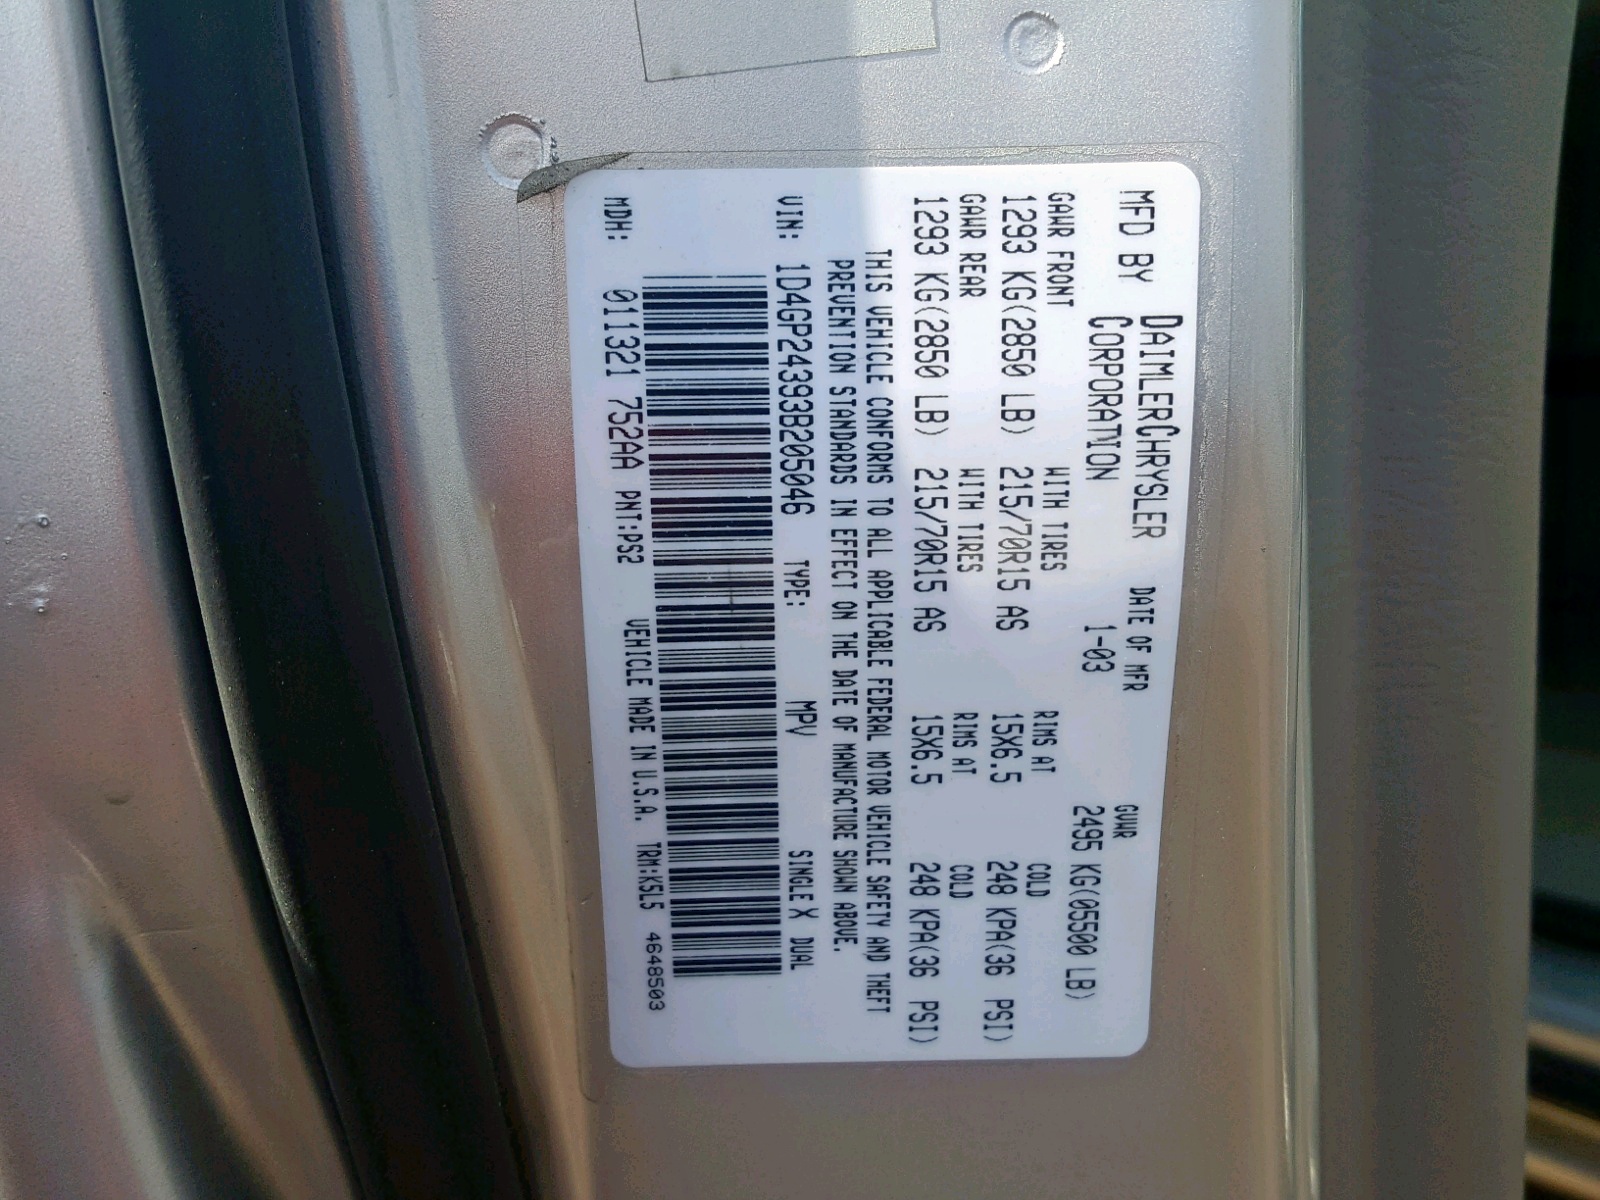 MFD BY DAIMLERCHRYSLER DATE OF MFR GVWR
CORPORATION 1-03 2495 KG(05500 LB)
GAWR FRONT WITH TIRES RIMS AT COLD
1293 KG(2850 LB) 215/70R15 AS 15X6.5 248 KPA(36 PSI)
GAWR REAR WITH TIRES RIMS AT COLD
1293 KG(2850 LB) 215/70R15 AS 15X6.5 248 KPA(36 PSI)
THIS VEHICLE CONFORMS TO ALL APPLICABLE FEDERAL MOTOR VEHICLE SAFETY AND THEFT
PREVENTION STANDARDS IN EFFECT ON THE DATE OF MANUFACTURE SHOWN ABOVE.
VIN: 1D4GP24393B205046 TYPE: MPV SINGLE X DUAL
MDH: 011321 752AA PNT:PS2 VEHICLE MADE IN U.S.A. TRM:K5L5 4648503